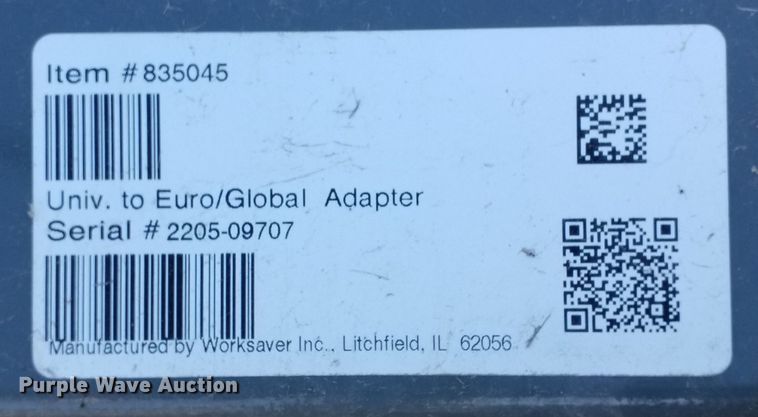 Item # 835045
Univ. to Euro/Global Adapter
Serial # 2205-09707
Manufactured by Worksaver Inc., Litchfield, IL 62056
Purple Wave Auction